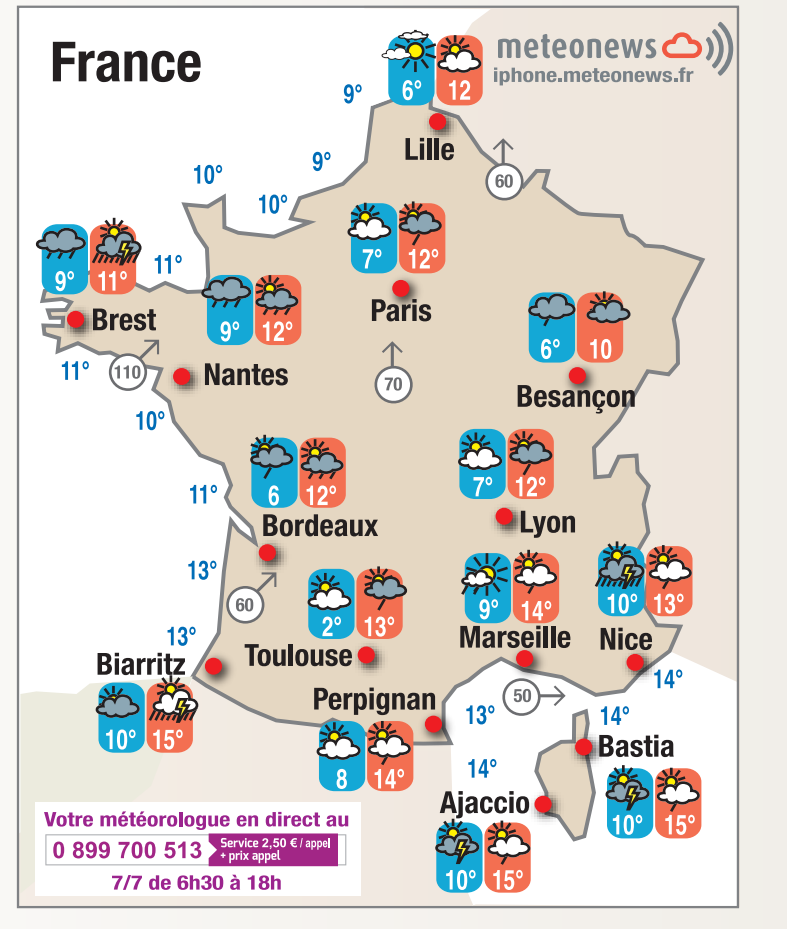 France
meteonews
iphone.meteonews.fr
6° 12
Lille
9°
9°
10°
10°
60
7° 12°
Paris
9° 11°
Brest
11°
9° 12°
Nantes
11°
110
10°
70
6° 10
Besançon
6 12°
Bordeaux
11°
7° 12°
Lyon
13°
60
2° 13°
Toulouse
9° 14°
Marseille
10° 13°
Nice
13°
Biarritz
10° 15°
Perpignan
8 14°
50
13°
14°
14°
14°
Bastia
10° 15°
Ajaccio
10° 15°
Votre météorologue en direct au
0 899 700 513 Service 2,50 € / appel
+ prix appel
7/7 de 6h30 à 18h